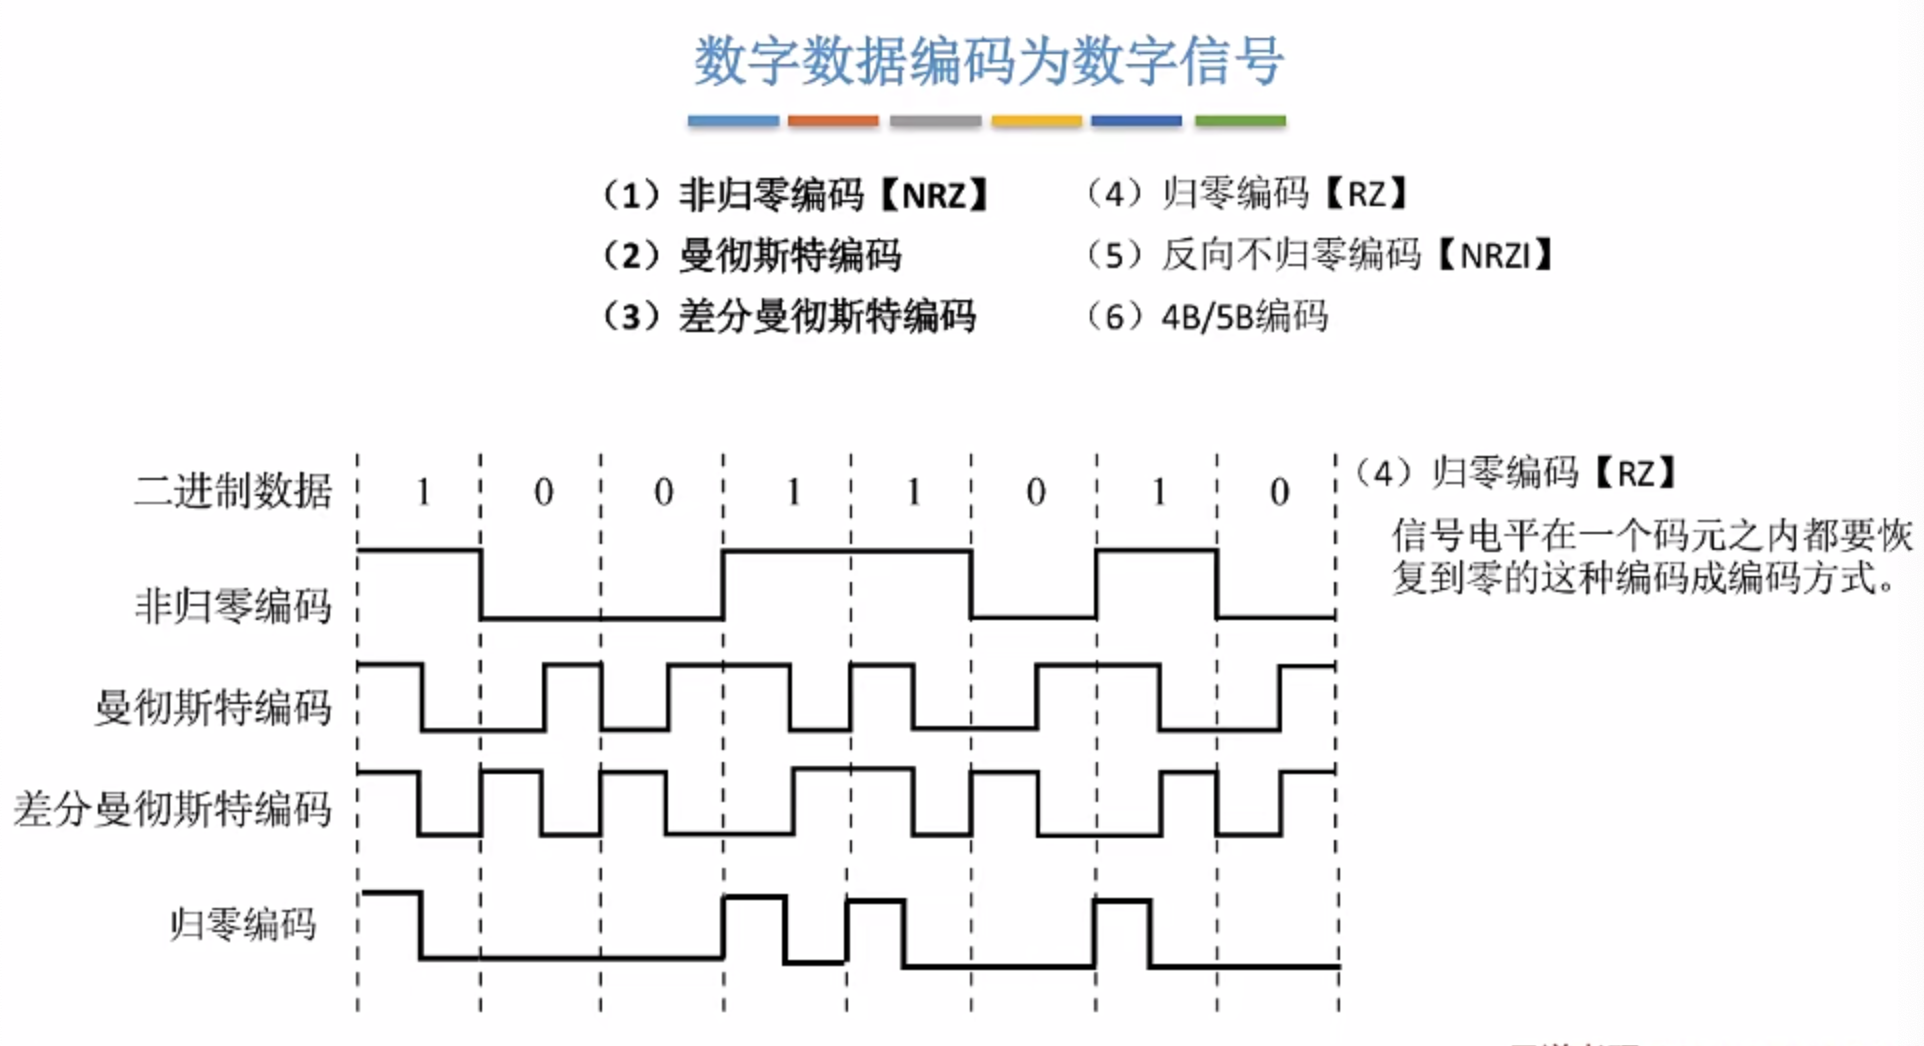 数字数据编码为数字信号
（1）非归零编码【NRZ】
（2）曼彻斯特编码
（3）差分曼彻斯特编码
（4）归零编码【RZ】
（5）反向不归零编码【NRZI】
（6）4B/5B编码
二进制数据 1 0 0 1 1 0 1 0
非归零编码
曼彻斯特编码
差分曼彻斯特编码
归零编码
（4）归零编码【RZ】
信号电平在一个码元之内都要恢
复到零的这种编码成编码方式。